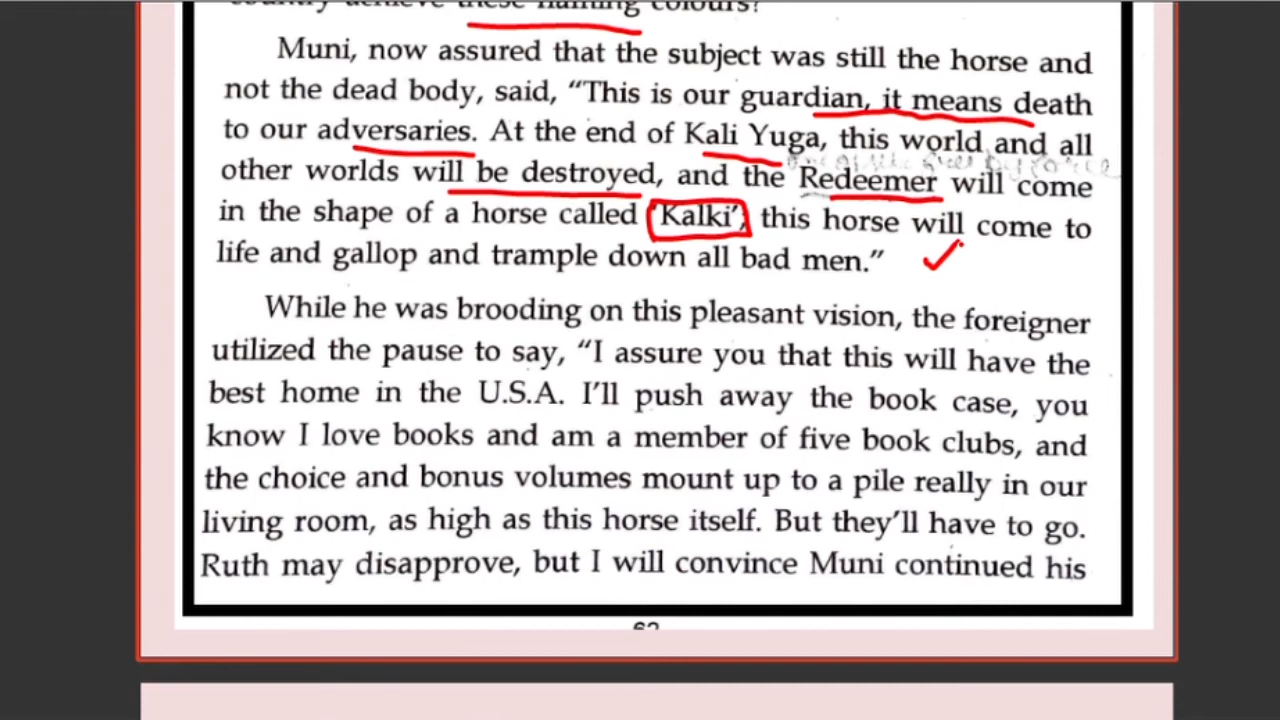 these flaming colours?
Muni, now assured that the subject was still the horse and
not the dead body, said, “This is our guardian, it means death
to our adversaries. At the end of Kali Yuga, this world and all
other worlds will be destroyed, and the Redeemer will come
in the shape of a horse called ‘Kalki’, this horse will come to
life and gallop and trample down all bad men.”
While he was brooding on this pleasant vision, the foreigner
utilized the pause to say, “I assure you that this will have the
best home in the U.S.A. I’ll push away the book case, you
know I love books and am a member of five book clubs, and
the choice and bonus volumes mount up to a pile really in our
living room, as high as this horse itself. But they’ll have to go.
Ruth may disapprove, but I will convince Muni continued his